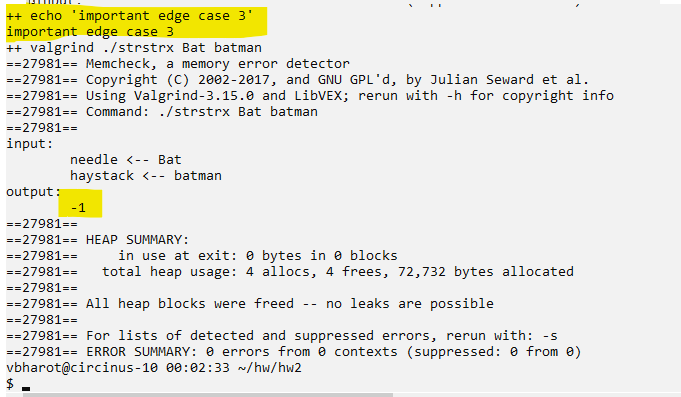 ++ echo 'important edge case 3'
important edge case 3
++ valgrind ./strstrx Bat batman
==27981== Memcheck, a memory error detector
==27981== Copyright (C) 2002-2017, and GNU GPL'd, by Julian Seward et al.
==27981== Using Valgrind-3.15.0 and LibVEX; rerun with -h for copyright info
==27981== Command: ./strstrx Bat batman
==27981==
input:
        needle <-- Bat
        haystack <-- batman
output:
        -1
==27981==
==27981== HEAP SUMMARY:
==27981==     in use at exit: 0 bytes in 0 blocks
==27981==   total heap usage: 4 allocs, 4 frees, 72,732 bytes allocated
==27981==
==27981== All heap blocks were freed -- no leaks are possible
==27981==
==27981== For lists of detected and suppressed errors, rerun with: -s
==27981== ERROR SUMMARY: 0 errors from 0 contexts (suppressed: 0 from 0)
vbharot@circinus-10 00:02:33 ~/hw/hw2
$